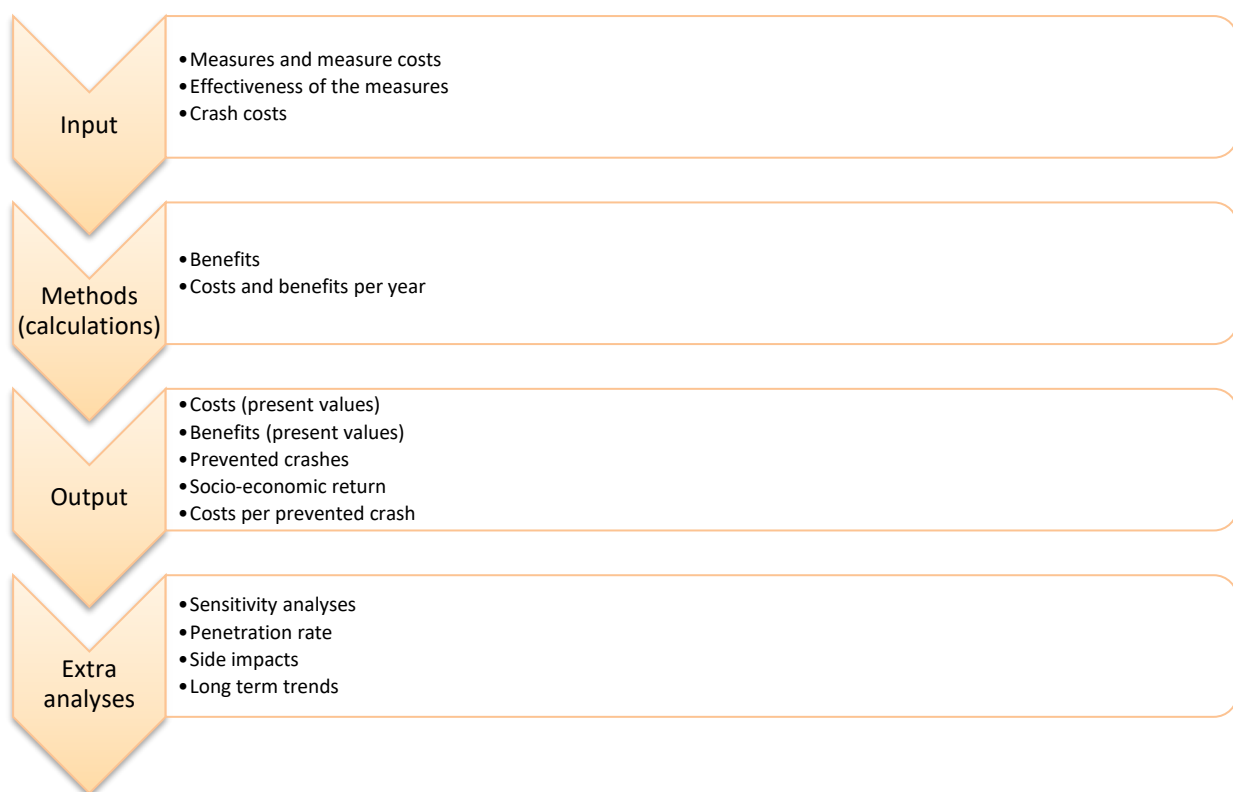 Input
•Measures and measure costs
•Effectiveness of the measures
•Crash costs
Methods
(calculations)
•Benefits
•Costs and benefits per year
Output
•Costs (present values)
•Benefits (present values)
•Prevented crashes
•Socio-economic return
•Costs per prevented crash
Extra
analyses
•Sensitivity analyses
•Penetration rate
•Side impacts
•Long term trends